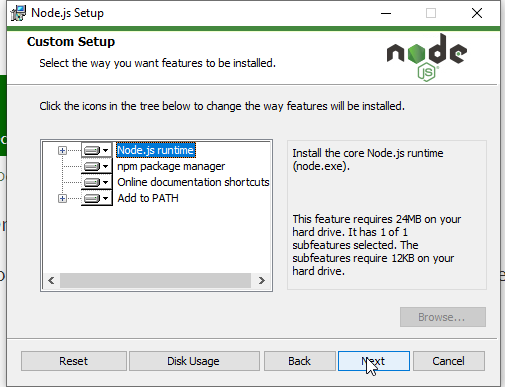 Node.js Setup
Custom Setup
Select the way you want features to be installed.
node
JS
Click the icons in the tree below to change the way features will be installed.
Node.js runtime
npm package manager
Online documentation shortcuts
Add to PATH
Install the core Node.js runtime
(node.exe).
This feature requires 24MB on your
hard drive. It has 1 of 1
subfeatures selected. The
subfeatures require 12KB on your
hard drive.
Browse...
Reset
Disk Usage
Back
Next
Cancel